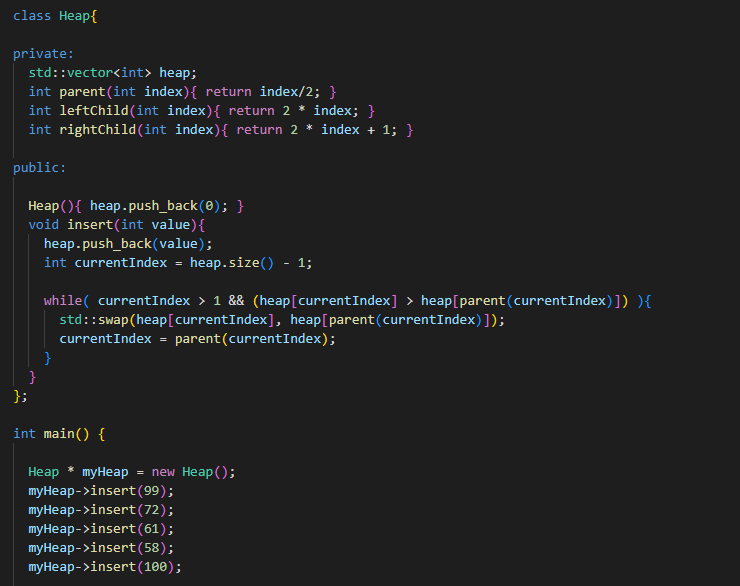 class Heap{
private:
std::vector<int> heap;
int parent(int index){ return index/2; }
int leftChild(int index){ return 2 * index; }
int rightChild(int index){ return 2 * index + 1; }
public:
Heap(){ heap.push_back(0); }
void insert(int value){
heap.push_back(value);
int currentIndex = heap.size() - 1;
while( currentIndex > 1 && (heap[currentIndex] > heap[parent(currentIndex)]) ){
std::swap(heap[currentIndex], heap[parent(currentIndex)]);
currentIndex = parent(currentIndex);
}
}
};
int main() {
Heap * myHeap = new Heap();
myHeap->insert(99);
myHeap->insert(72);
myHeap->insert(61);
myHeap->insert(58);
myHeap->insert(100);